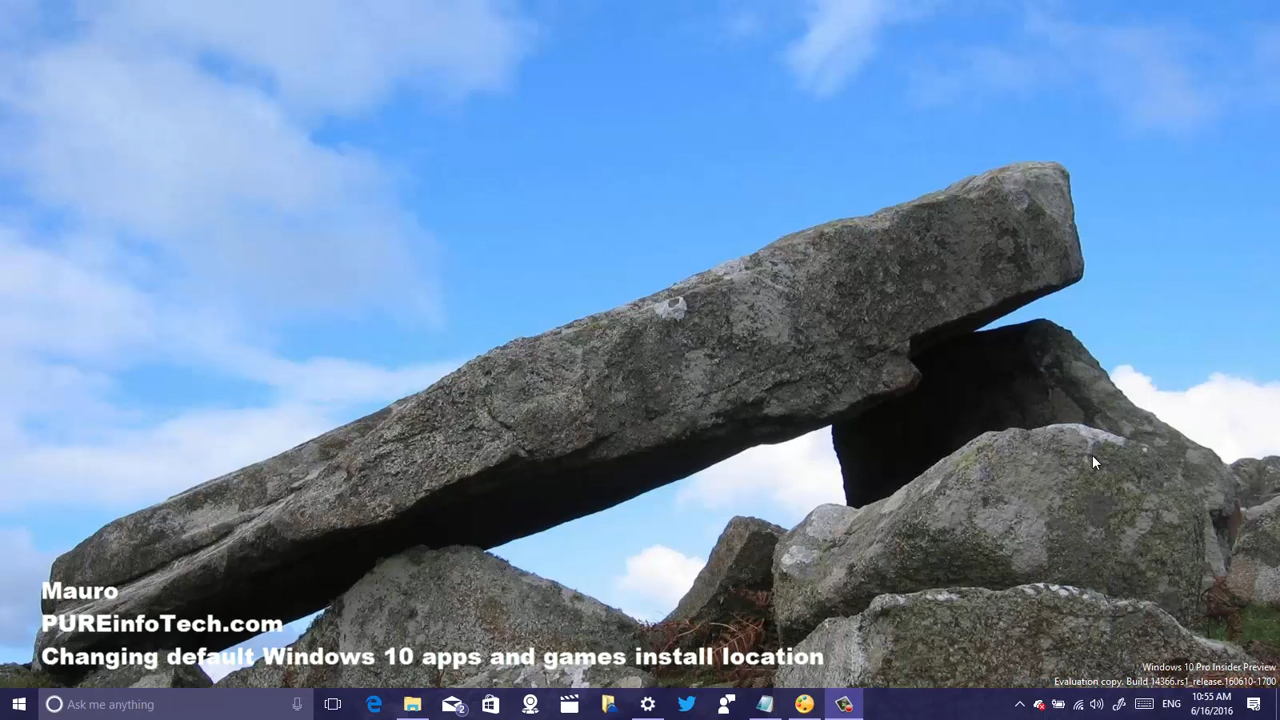 Mauro
PUREinfoTech.com
Changing default Windows 10 apps and games install location
Windows 10 Pro Insider Preview
Evaluation copy. Build 14366.rs1_release.160610-1700
Ask me anything
2
ENG
10:55 AM
6/16/2016